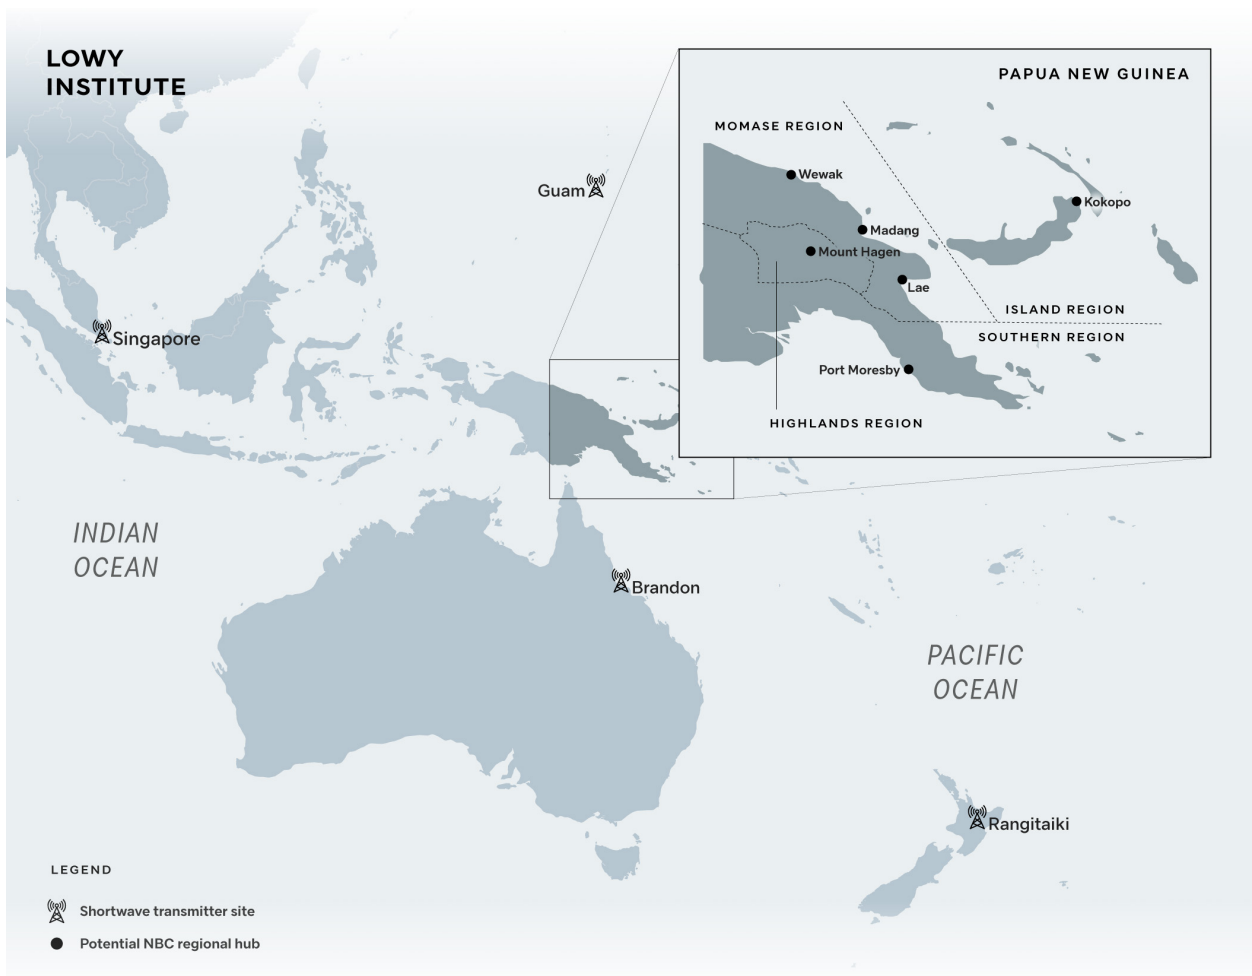 LOWY
INSTITUTE
PAPUA NEW GUINEA
MOMASE REGION
Wewak
Guam
Kokopo
Madang
Mount Hagen
Lae
ISLAND REGION
Singapore
SOUTHERN REGION
Port Moresby
HIGHLANDS REGION
INDIAN
OCEAN
Brandon
PACIFIC
OCEAN
Rangitaiki
LEGEND
Shortwave transmitter site
Potential NBC regional hub